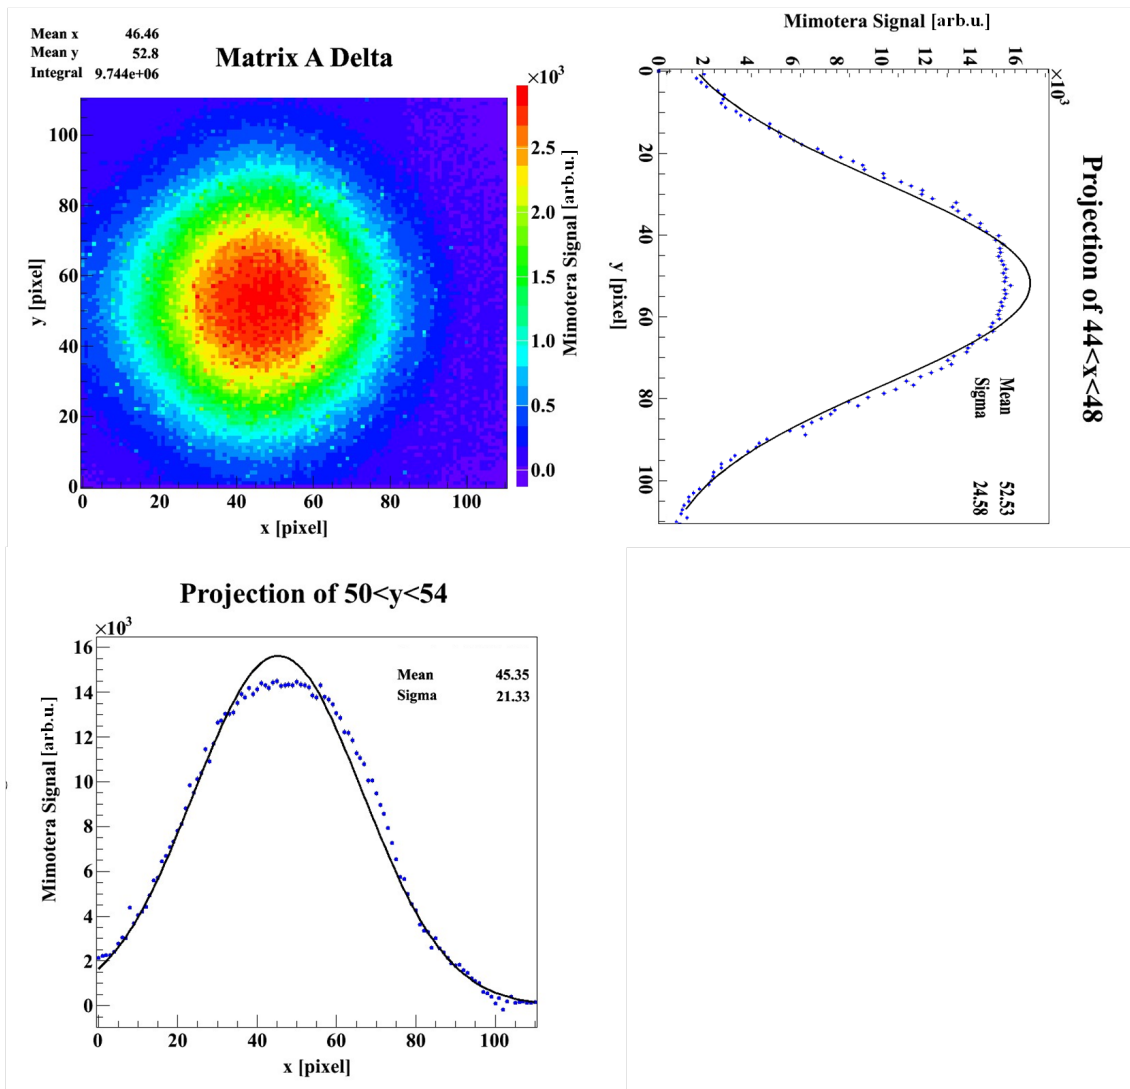 Mean x 46.46
Mean y 52.8
Integral 9.744e+06
Matrix A Delta
×10³
2.5
2.0
1.5
1.0
0.5
0.0
Mimotera Signal [arb.u.]
100
80
60
40
20
0
y [pixel]
0 20 40 60 80 100
x [pixel]
Mimotera Signal [arb.u.]
0 2 4 6 8 10 12 14 16
×10³
0
20
40
60
80
100
y [pixel]
Projection of 44<x<48
Mean 52.53
Sigma 24.58
Projection of 50<y<54
×10³
16
14
12
10
8
6
4
2
0
Mimotera Signal [arb.u.]
Mean 45.35
Sigma 21.33
0 20 40 60 80 100
x [pixel]